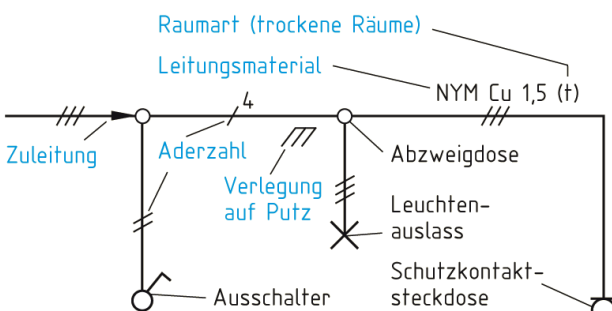 Raumart (trockene Räume)
Leitungsmaterial
NYM Cu 1,5 (t)
4
Zuleitung
Aderzahl
Abzweigdose
Verlegung
auf Putz
Leuchten-
auslass
Schutzkontakt-
steckdose
Ausschalter